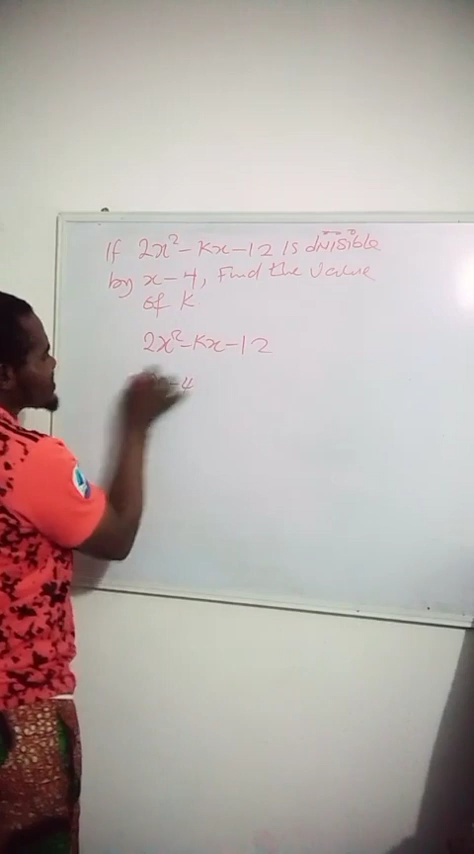 If 2x² - Kx - 12 is divisible
by x - 4, Find the value
of K
2x² - Kx - 12
- 4